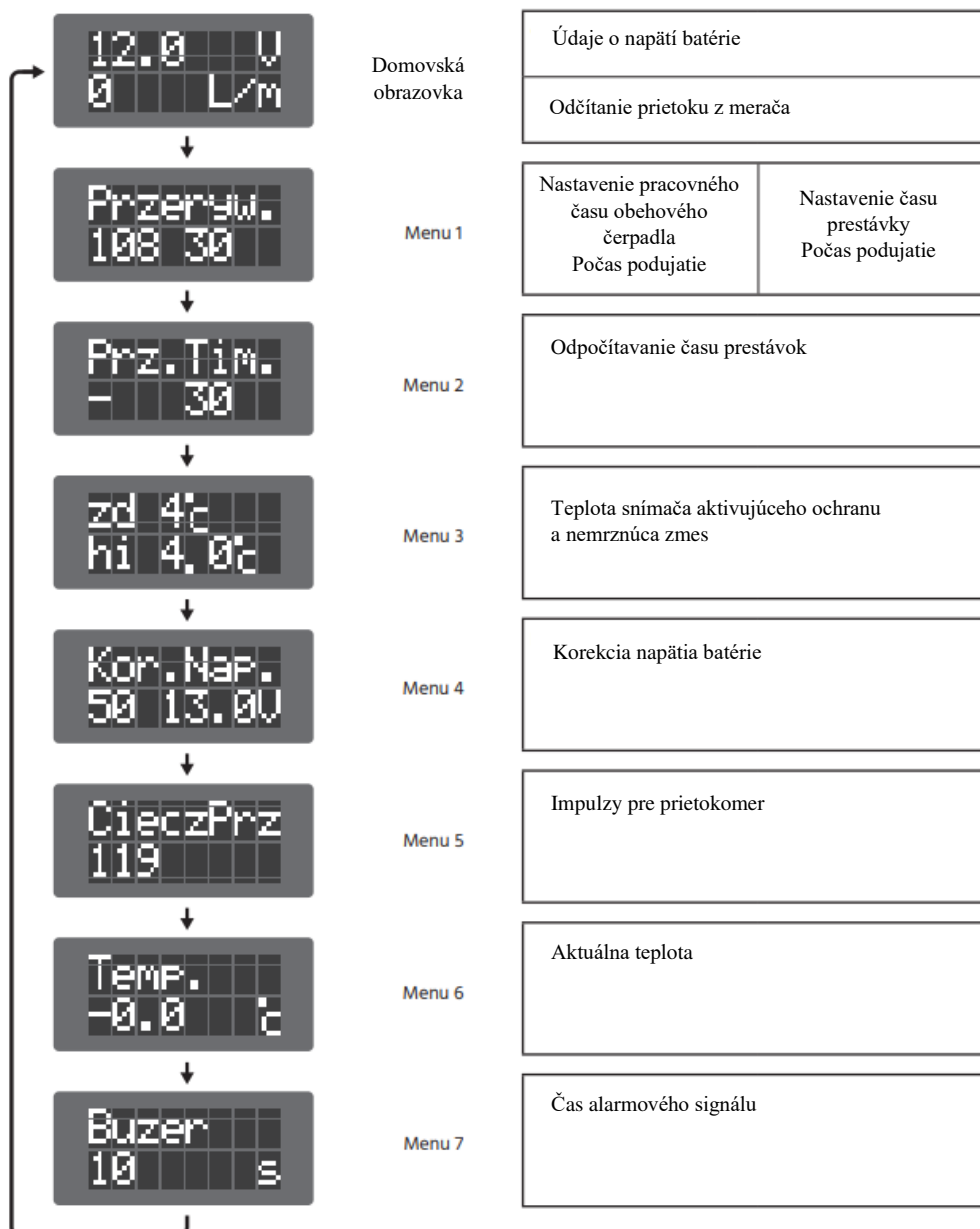 12.0 V
0 L/m
Domovská
obrazovka
Údaje o napätí batérie
Odčítanie prietoku z merača
Przeryw.
108 30
Menu 1
Nastavenie pracovného
času obehového
čerpadla
Počas podujatie
Nastavenie času
prestávky
Počas podujatie
Prz.Tim.
- 30
Menu 2
Odpočítavanie času prestávok
zd 4°c
hi 4.0°c
Menu 3
Teplota snímača aktivujúceho ochranu
a nemrznúca zmes
Kor.Nap.
50 13.0V
Menu 4
Korekcia napätia batérie
CieczPrz
119
Menu 5
Impulzy pre prietokomer
Temp.
-0.0 °c
Menu 6
Aktuálna teplota
Buzer
10 s
Menu 7
Čas alarmového signálu